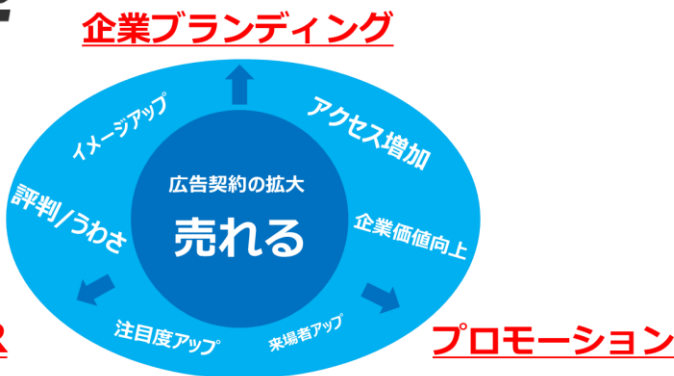 企業ブランディング
イメージアップ
アクセス増加
広告契約の拡大
売れる
評判/うわさ
企業価値向上
注目度アップ
来場者アップ
プロモーション